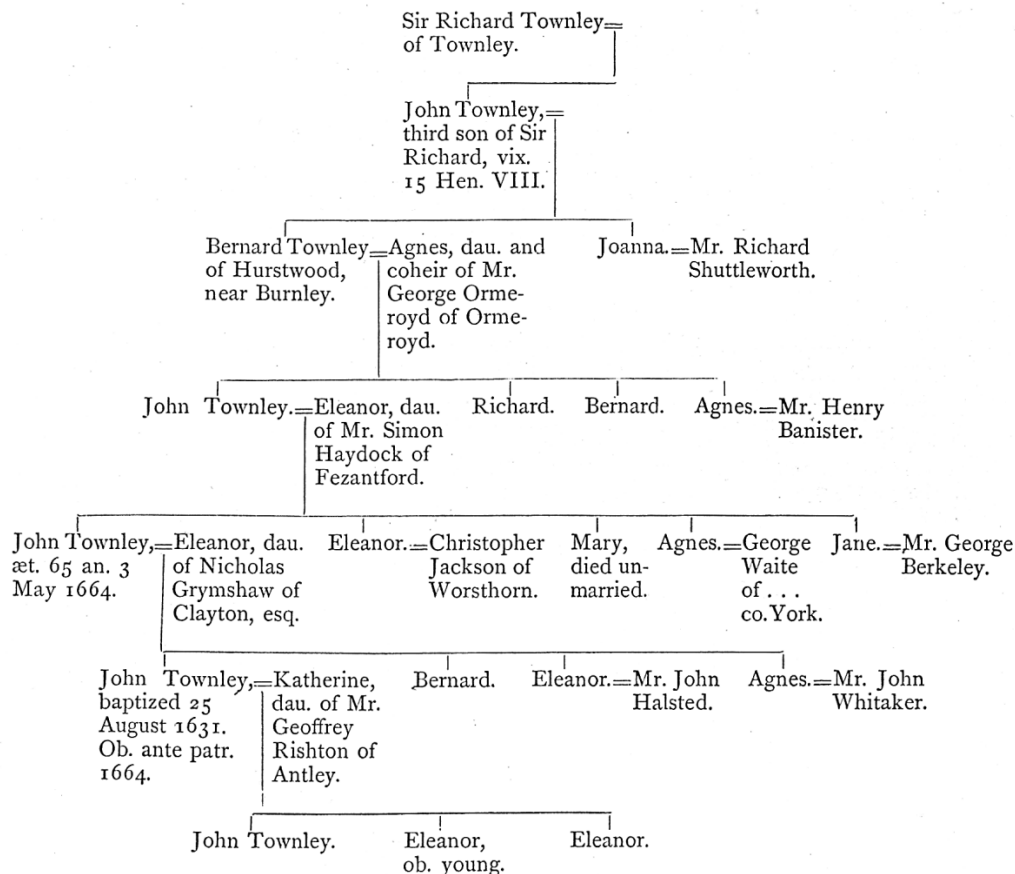 Sir Richard Townley=
of Townley.
John Townley,=
third son of Sir
Richard, vix.
15 Hen. VIII.
Bernard Townley=Agnes, dau. and
of Hurstwood, coheir of Mr.
near Burnley. George Orme-
royd of Orme-
royd.
Joanna.=Mr. Richard
Shuttleworth.
John Townley.=Eleanor, dau.
of Mr. Simon
Haydock of
Fezantford.
Richard.
Bernard.
Agnes.=Mr. Henry
Banister.
John Townley,=Eleanor, dau.
æt. 65 an. 3 of Nicholas
May 1664. Grymshaw of
Clayton, esq.
Eleanor.=Christopher
Jackson of
Worsthorn.
Mary,
died un-
married.
Agnes.=George
Waite
of . . .
co.York.
Jane.=Mr. George
Berkeley.
John Townley,=Katherine,
baptized 25 dau. of Mr.
August 1631. Geoffrey
Ob. ante patr. Rishton of
1664. Antley.
Bernard.
Eleanor.=Mr. John
Halsted.
Agnes.=Mr. John
Whitaker.
John Townley.
Eleanor,
ob. young.
Eleanor.